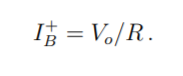 $I_B^+ = V_o/R\,.$